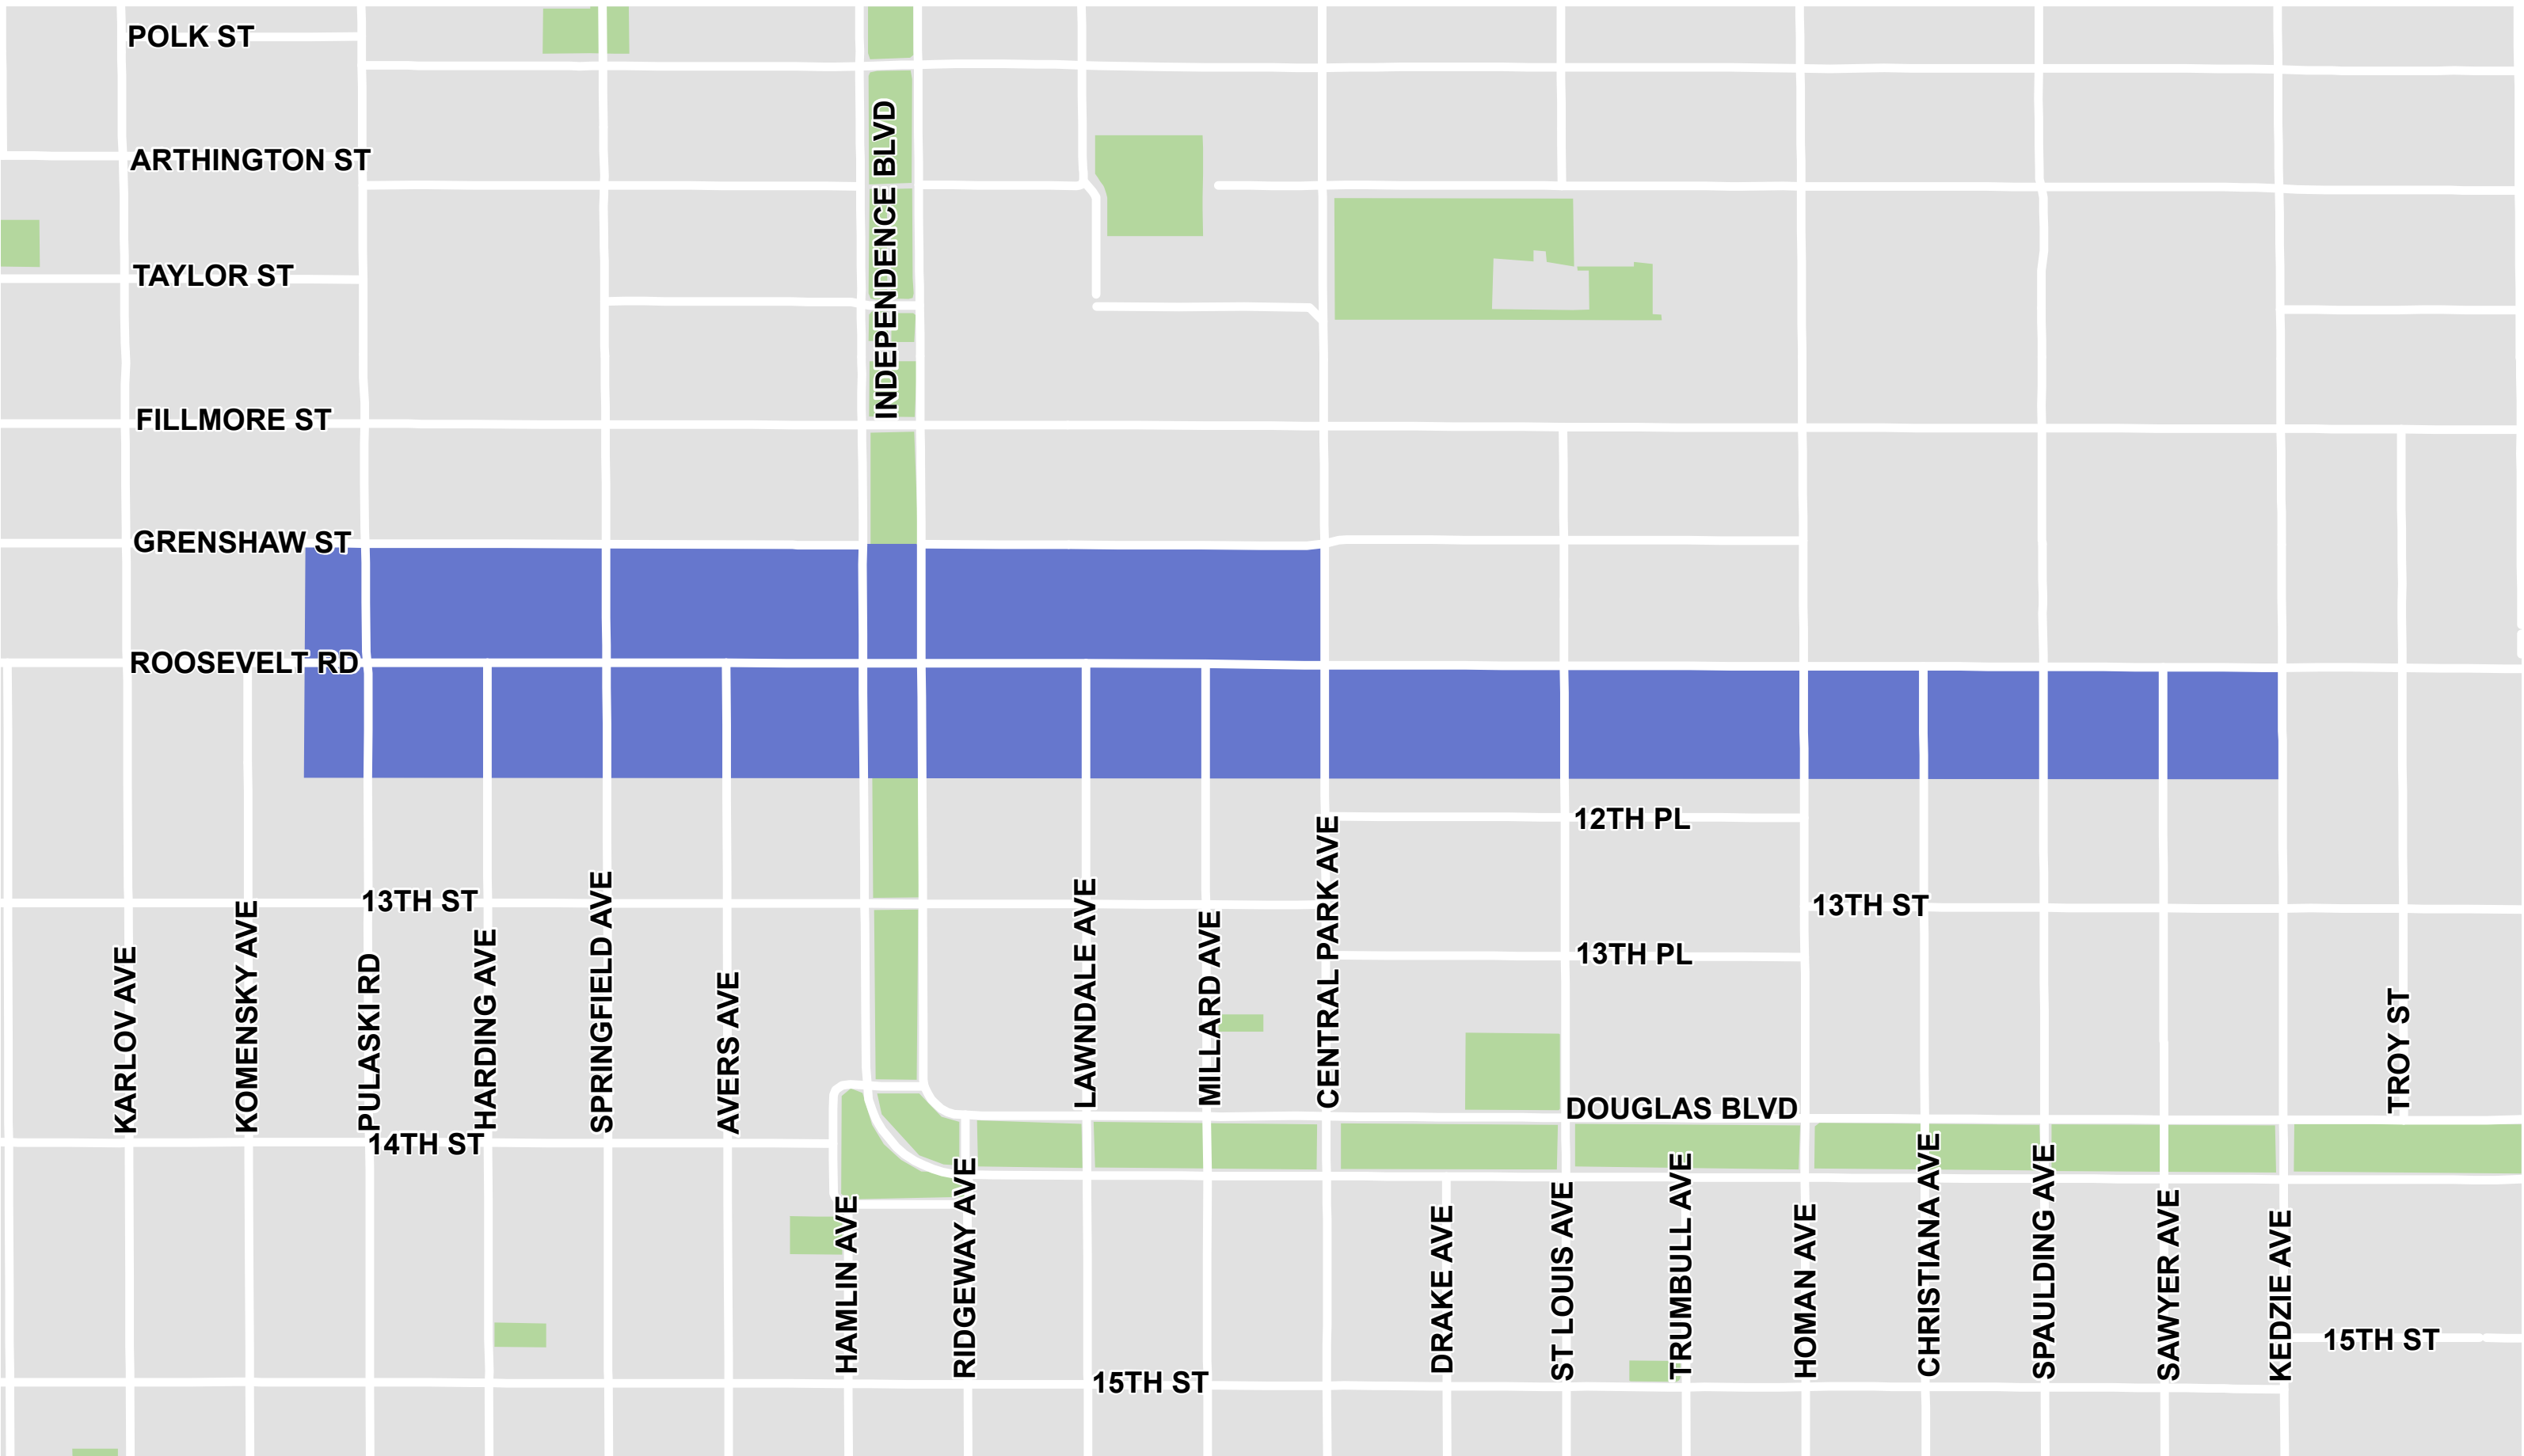 POLK ST
ARTHINGTON ST
INDEPENDENCE BLVD
TAYLOR ST
FILLMORE ST
GRENSHAW ST
ROOSEVELT RD
12TH PL
13TH ST
13TH ST
13TH PL
KARLOV AVE
KOMENSKY AVE
PULASKI RD
HARDING AVE
SPRINGFIELD AVE
AVERS AVE
LAWNDALE AVE
MILLARD AVE
CENTRAL PARK AVE
TROY ST
DOUGLAS BLVD
14TH ST
HAMLIN AVE
RIDGEWAY AVE
DRAKE AVE
ST LOUIS AVE
TRUMBULL AVE
HOMAN AVE
CHRISTIANA AVE
SPAULDING AVE
SAWYER AVE
KEDZIE AVE
15TH ST
15TH ST